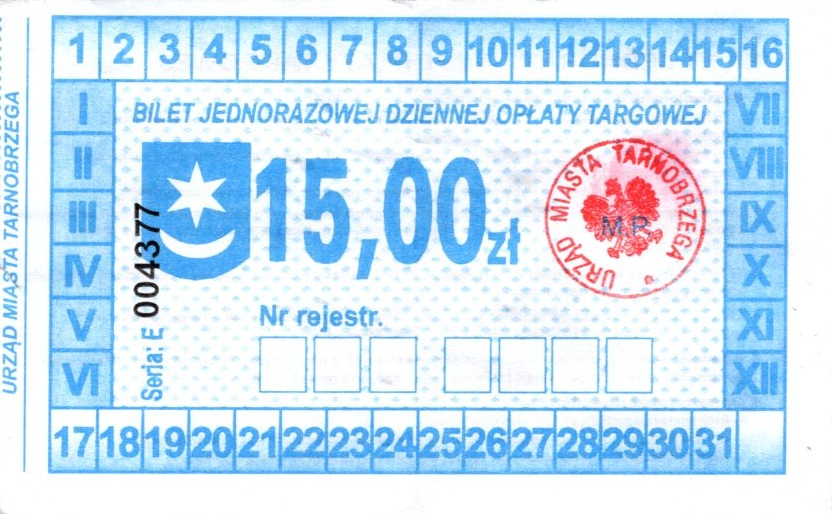 1 2 3 4 5 6 7 8 9 10 11 12 13 14 15 16
URZĄD MIASTA TARNOBRZEGA
BILET JEDNORAZOWEJ DZIENNEJ OPŁATY TARGOWEJ
I
II
III
IV
V
VI
VII
VIII
IX
X
XI
XII
15,00 zł
URZĄD MIASTA TARNOBRZEGA
M.P.
Seria: E 004377
Nr rejestr.
17 18 19 20 21 22 23 24 25 26 27 28 29 30 31